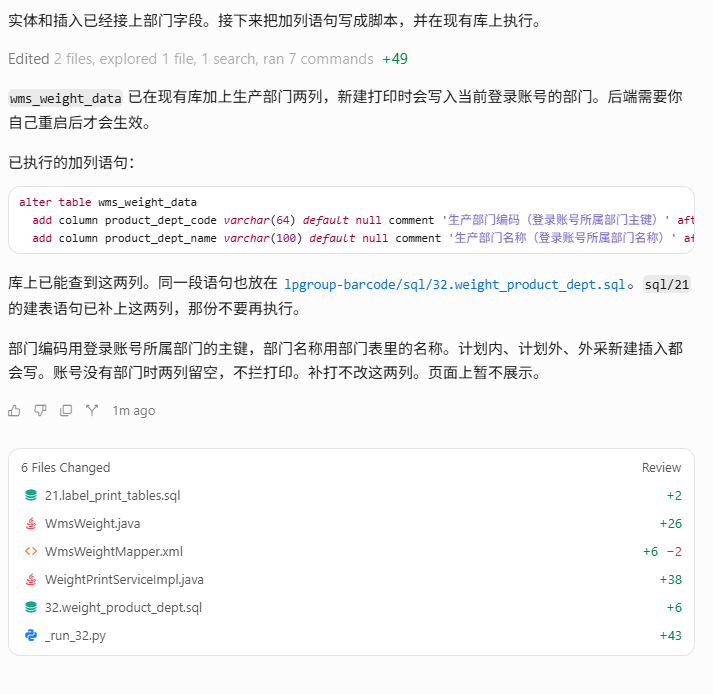 实体和插入已经接上部门字段。接下来把加列语句写成脚本，并在现有库上执行。
Edited 2 files, explored 1 file, 1 search, ran 7 commands +49
wms_weight_data 已在现有库加上生产部门两列，新建打印时会写入当前登录账号的部门。后端需要你
自己重启后才会生效。
已执行的加列语句：
alter table wms_weight_data
add column product_dept_code varchar(64) default null comment '生产部门编码（登录账号所属部门主键）' aft
add column product_dept_name varchar(100) default null comment '生产部门名称（登录账号所属部门名称）' af
库上已能查到这两列。同一段语句也放在 lpgroup-barcode/sql/32.weight_product_dept.sql。sql/21
的建表语句已补上这两列，那份不要再执行。
部门编码用登录账号所属部门的主键，部门名称用部门表里的名称。计划内、计划外、外采新建插入都
会写。账号没有部门时两列留空，不拦打印。补打不改这两列。页面上暂不展示。
1m ago
6 Files Changed Review
21.label_print_tables.sql +2
WmsWeight.java +26
WmsWeightMapper.xml +6 −2
WeightPrintServiceImpl.java +38
32.weight_product_dept.sql +6
_run_32.py +43